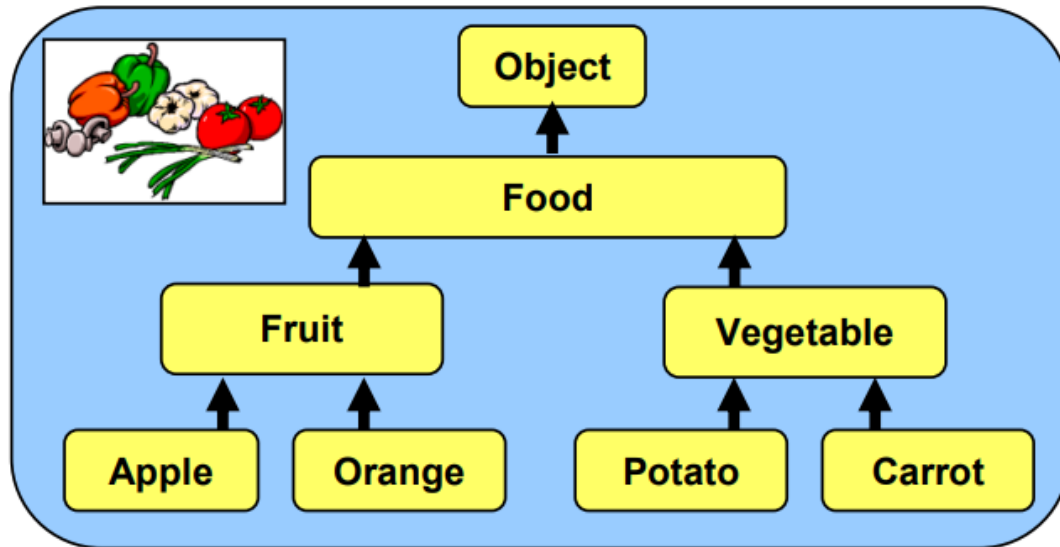 Object
Food
Fruit
Vegetable
Apple
Orange
Potato
Carrot